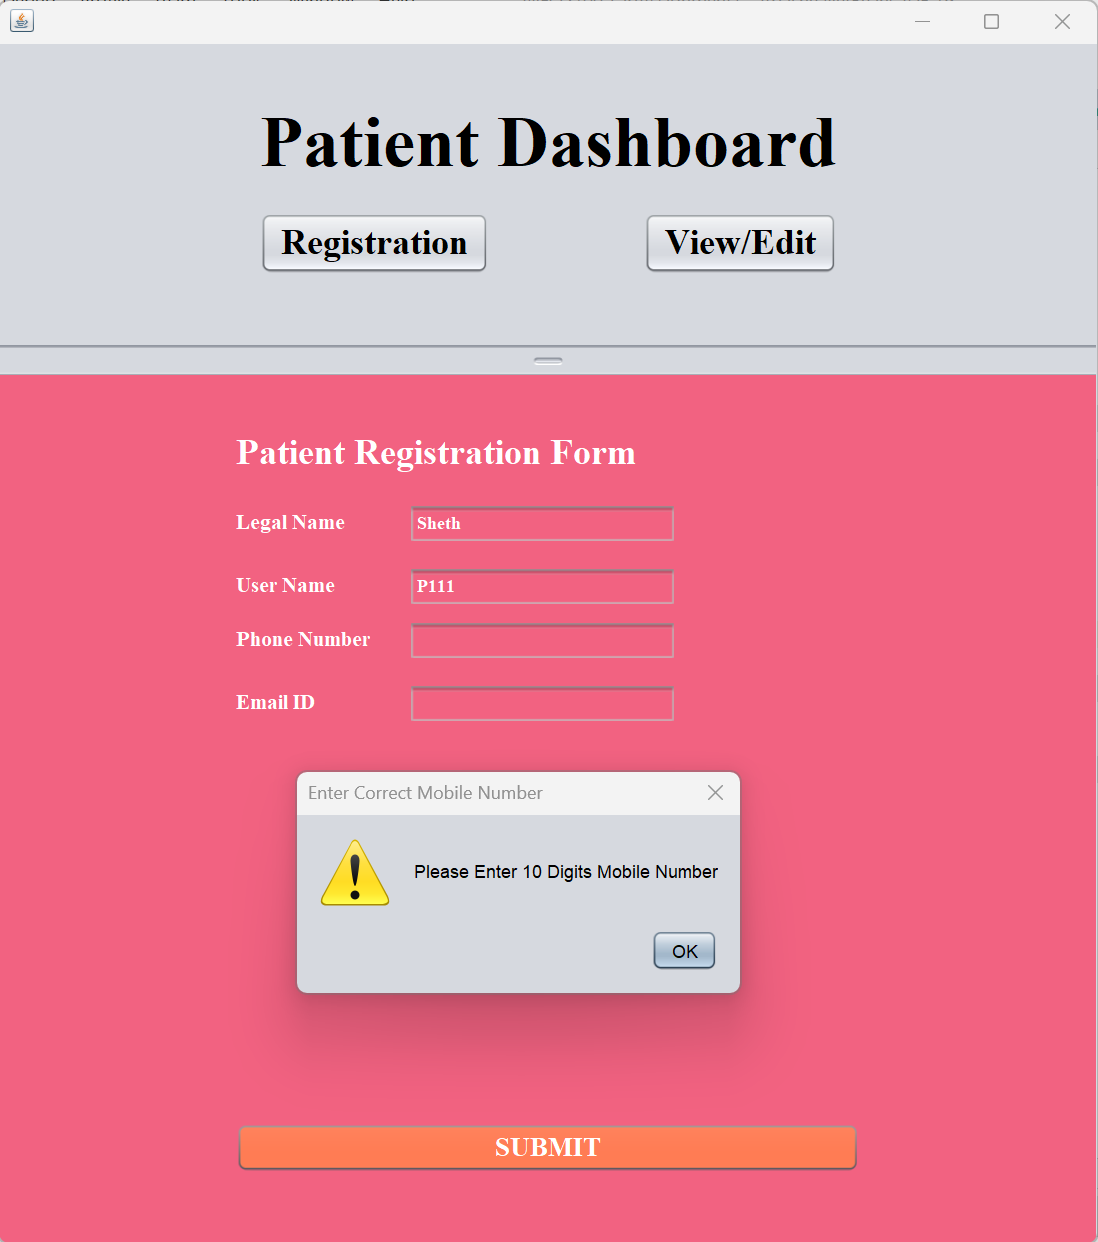 Patient Dashboard
Registration
View/Edit
Patient Registration Form
Legal Name
Sheth
User Name
P111
Phone Number
Email ID
Enter Correct Mobile Number
Please Enter 10 Digits Mobile Number
OK
SUBMIT